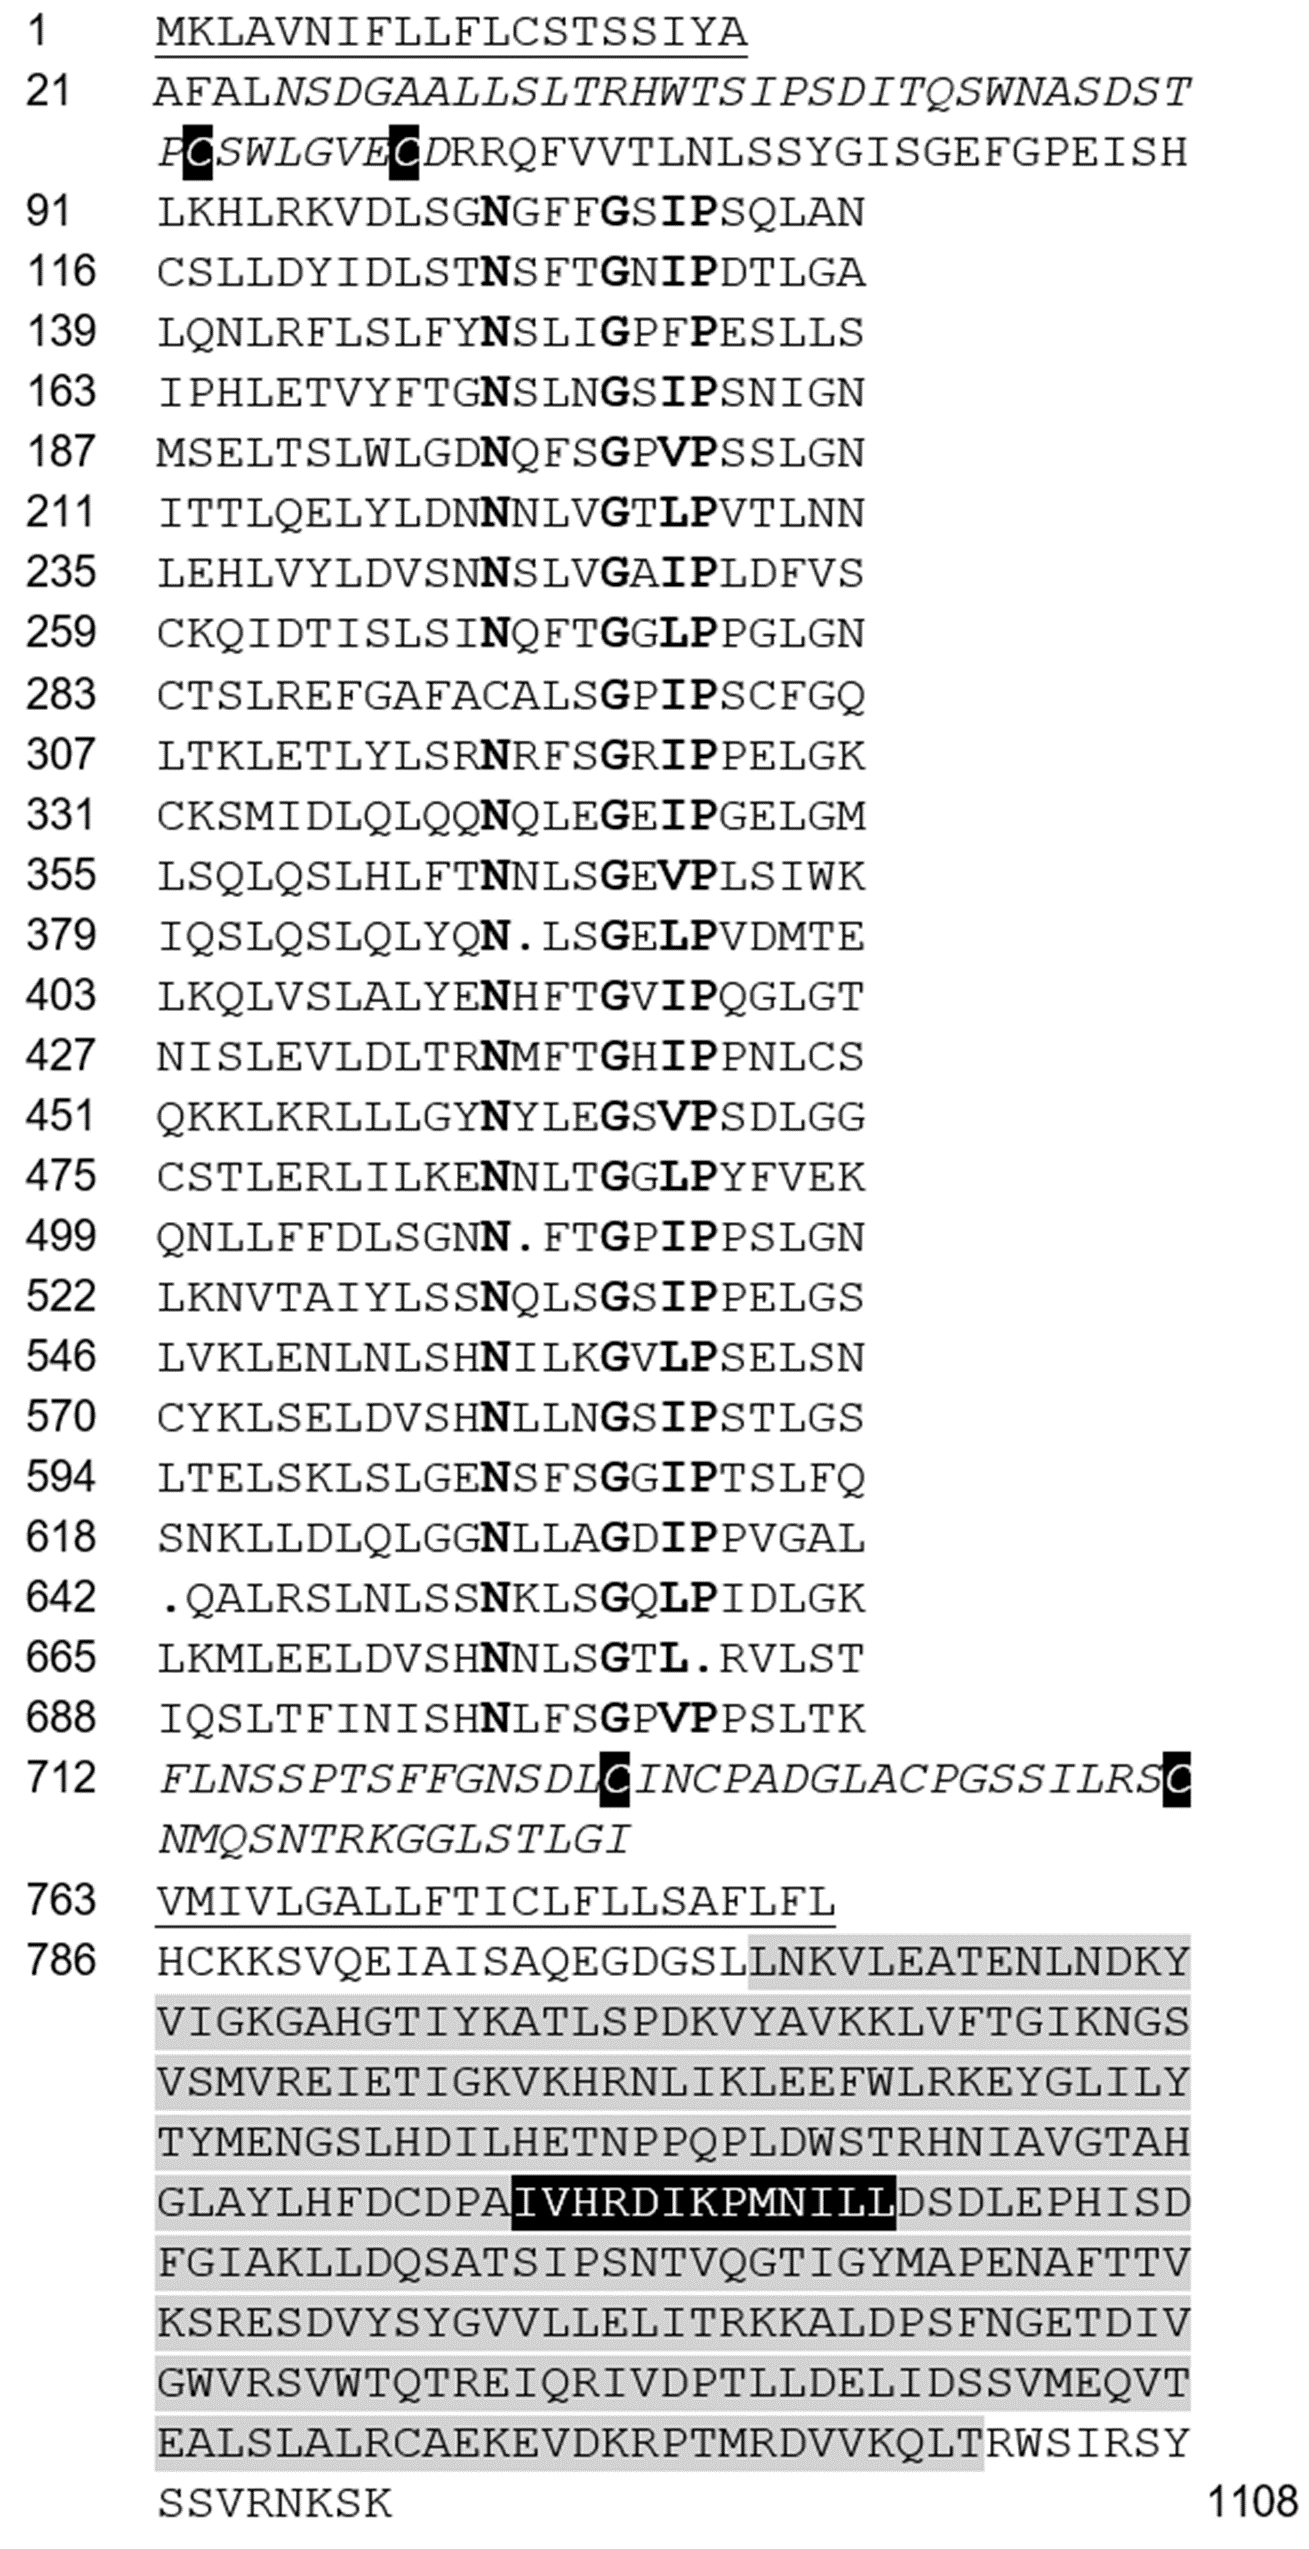 1 MKLAVNIFLLFLCSTSSIYA
21 AFALNSDGAALLSLTRHWTSIPSDITQSWNASDST
PCSWLGVECDRRQFVVTLNLSSYGISGEFGPEISH
91 LKHLRKVDLSGNGFFGSIPSQLAN
116 CSLLDYIDLSTNSFTGNIPDTLGA
139 LQNLRFLSLFYNSLIGPFPESLLS
163 IPHLETVYFTGNSLNGSIPSNIGN
187 MSELTSLWLGDNQFSGPVPSSLGN
211 ITTLQELYLDNNNLVGTLPVTLNN
235 LEHLVYLDVSNNSLVGAIPLDFVS
259 CKQIDTISLSINQFTGGLPPGLGN
283 CTSLREFGAFACALSGPIPSCFGQ
307 LTKLETLYLSRNRFSGRIPPELGK
331 CKSMIDLQLQQNQLEGEIPGELGM
355 LSQLQSLHLFTNNLSGEVPLSIWK
379 IQSLQSLQLYQN.LSGELPVDMTE
403 LKQLVSLALYENHFTGVIPQGLGT
427 NISLEVLDLTRNMFTGHIPPNLCS
451 QKKLKRLLLGYNYLEGSVPSDLGG
475 CSTLERLILKENNLTGGLPYFVEK
499 QNLLFFDLSGNN.FTGPIPPSLGN
522 LKNVTAIYLSSNQLSGSIPPELGS
546 LVKLENLNLSHNILKGVLPSELSN
570 CYKLSELDVSHNLLNGSIPSTLGS
594 LTELSKLSLGENSFSGGIPTSLFQ
618 SNKLLDLQLGGNLLAGDIPPVGAL
642 .QALRSLNLSSNKLSGQLPIDLGK
665 LKMLEELDVSHNNLSGTL.RVLST
688 IQSLTFINISHNLFSGPVPPSLTK
712 FLNSSPTSFFGNSDLCINCPADGLACPGSSILRSC
NMQSNTRKGGLSTLGI
763 VMIVLGALLFTICLFLLSAFLFL
786 HCKKSVQEIAISAQEGDGSLLNKVLEATENLNDKY
VIGKGAHGTIYKATLSPDKVYAVKKLVFTGIKNGS
VSMVREIETIGKVKHRNLIKLEEFWLRKEYGLILY
TYMENGSLHDILHETNPPQPLDWSTRHNIAVGTAH
GLAYLHFDCDPAIVHRDIKPMNILLDSDLEPHISD
FGIAKLLDQSATSIPSNTVQGTIGYMAPENAFTTV
KSRESDVYSYGVVLLELITRKKALDPSFNGETDIV
GWVRSVWTQTREIQRIVDPTLLDELIDSSVMEQVT
EALSLALRCAEKEVDKRPTMRDVVKQLTRWSIRSY
SSVRNKSK 1108